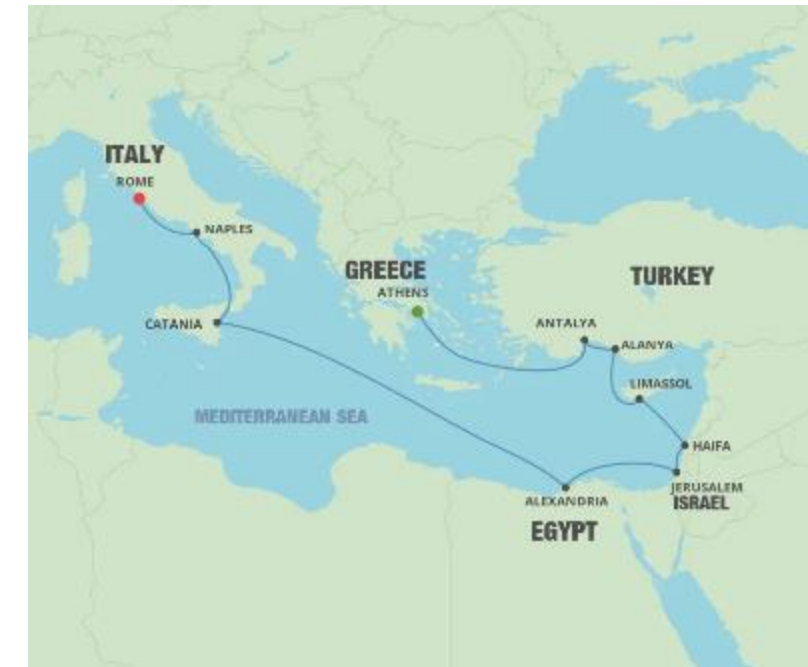 ITALY
ROME
NAPLES
GREECE
ATHENS
TURKEY
ANTALYA
ALANYA
CATANIA
LIMASSOL
MEDITERRANEAN SEA
HAIFA
JERUSALEM
ISRAEL
ALEXANDRIA
EGYPT